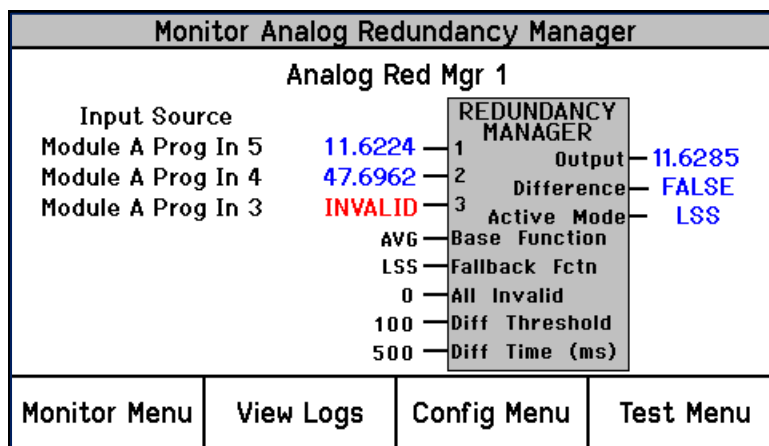 Monitor Analog Redundancy Manager
Analog Red Mgr 1
Input Source
REDUNDANCY
MANAGER
Module A Prog In 5 11.6224 1
Output 11.6285
Module A Prog In 4 47.6962 2
Difference FALSE
Module A Prog In 3 INVALID 3
Active Mode LSS
AVG Base Function
LSS Fallback Fctn
0 All Invalid
100 Diff Threshold
500 Diff Time (ms)
Monitor Menu View Logs Config Menu Test Menu